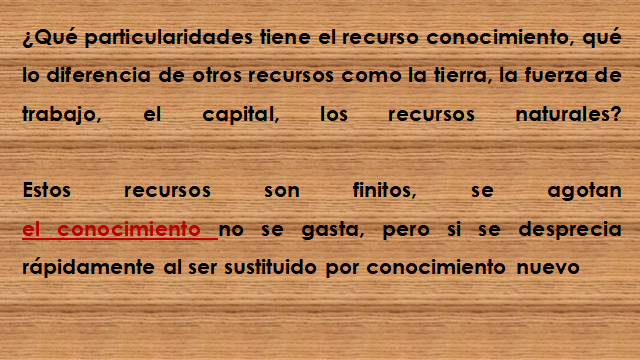 ¿Qué particularidades tiene el recurso conocimiento, qué
lo diferencia de otros recursos como la tierra, la fuerza de
trabajo, el capital, los recursos naturales?
Estos recursos son finitos, se agotan
el conocimiento no se gasta, pero si se desprecia
rápidamente al ser sustituido por conocimiento nuevo